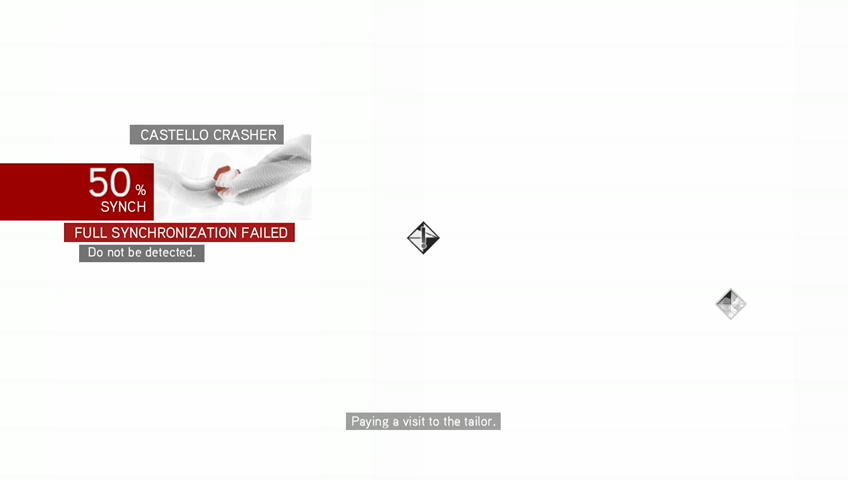 CASTELLO CRASHER
50 %
SYNCH
FULL SYNCHRONIZATION FAILED
Do not be detected.
Paying a visit to the tailor.